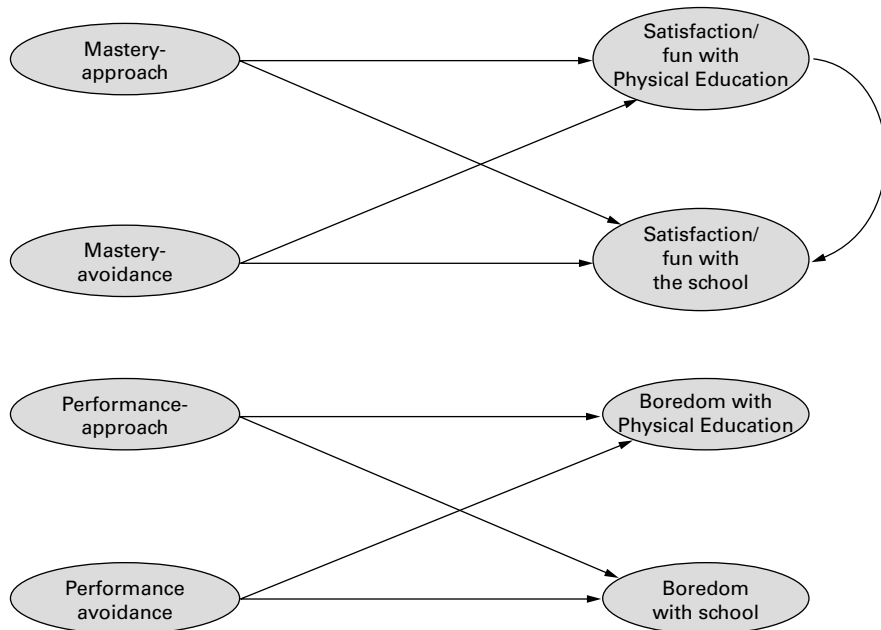 Mastery-
approach
Satisfaction/
fun with
Physical Education
Mastery-
avoidance
Satisfaction/
fun with
the school
Performance-
approach
Boredom with
Physical Education
Performance
avoidance
Boredom
with school